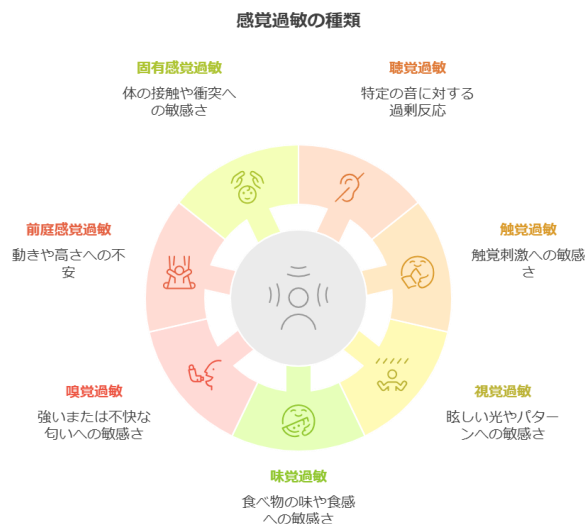 感覚過敏の種類
固有感覚過敏
体の接触や衝突へ
の敏感さ
聴覚過敏
特定の音に対する
過剰反応
前庭感覚過敏
動きや高さへの不
安
触覚過敏
触覚刺激への敏感
さ
嗅覚過敏
強いまたは不快な
匂いへの敏感さ
視覚過敏
眩しい光やパター
ンへの敏感さ
味覚過敏
食べ物の味や食感
への敏感さ